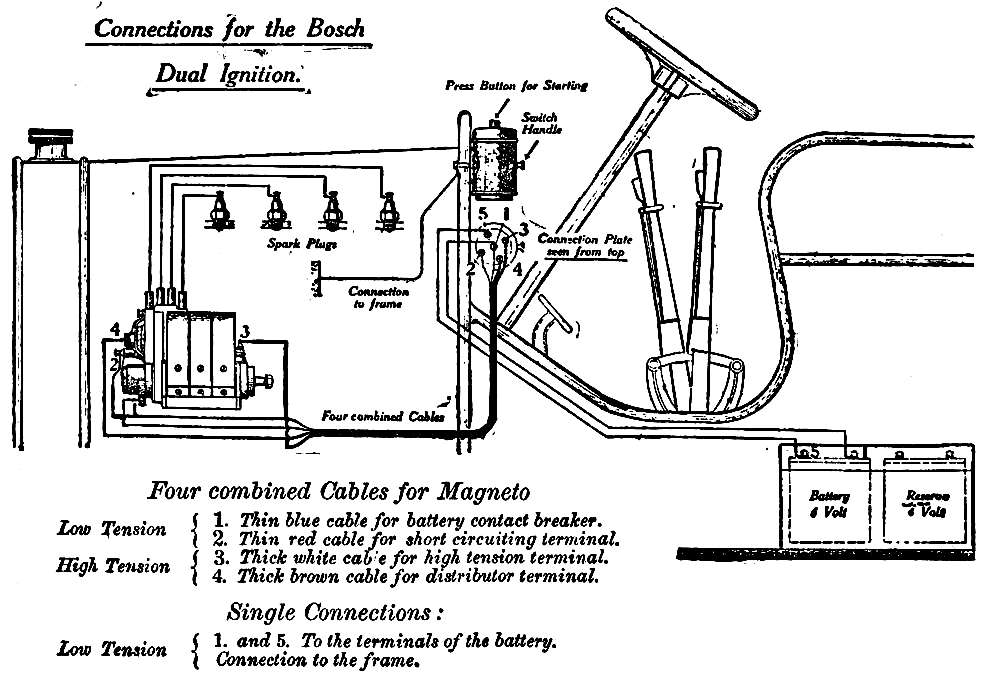 Connections for the Bosch
Dual Ignition.
Press Button for Starting
Switch
Handle
Spark Plugs
5
3
2
4
Connection Plate
seen from top
Connection
to frame
4
3
2
Four combined Cables
5
Battery
6 Volt
Reserve
6 Volt
Four combined Cables for Magneto
Low Tension
1. Thin blue cable for battery contact breaker.
2. Thin red cable for short circuiting terminal.
High Tension
3. Thick white cable for high tension terminal.
4. Thick brown cable for distributor terminal.
Single Connections:
Low Tension
1. and 5. To the terminals of the battery.
Connection to the frame.